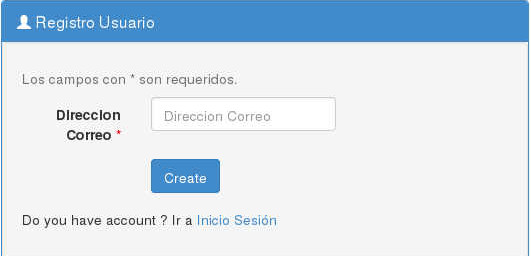 Registro Usuario
Los campos con * son requeridos.
Direccion
Correo *
Direccion Correo
Create
Do you have account ? Ir a Inicio Sesión